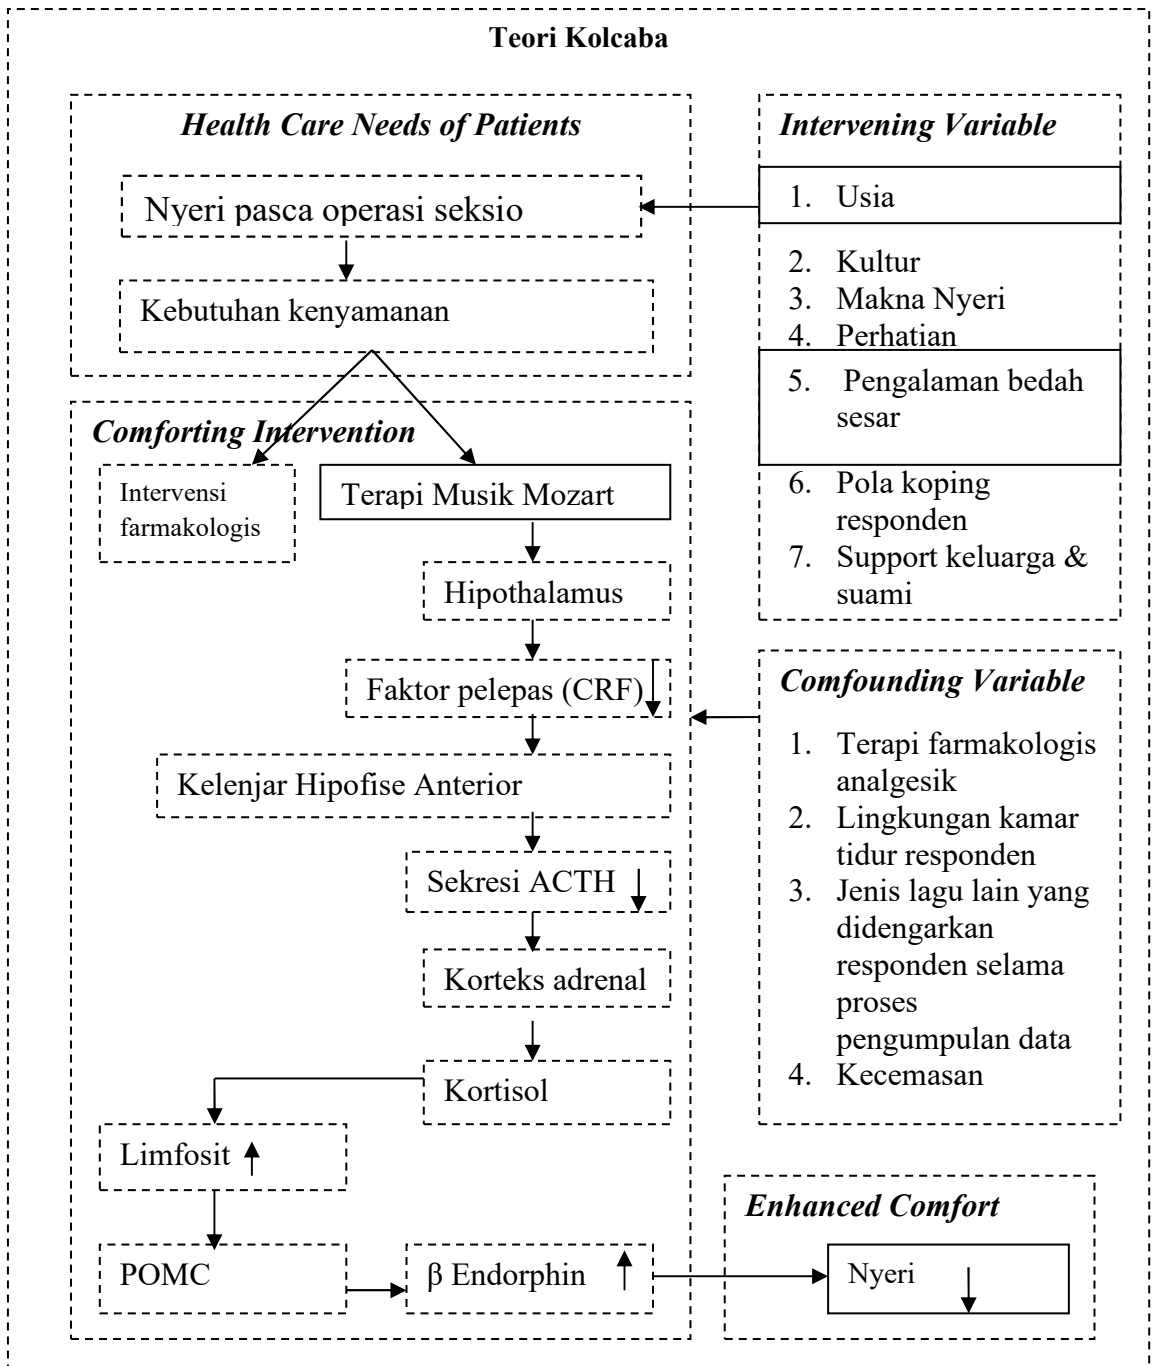 Teori Kolcaba
Health Care Needs of Patients
Nyeri pasca operasi seksio
Kebutuhan kenyamanan
Intervening Variable
1. Usia
2. Kultur
3. Makna Nyeri
4. Perhatian
5. Pengalaman bedah
sesar
6. Pola koping
responden
7. Support keluarga &
suami
Comforting Intervention
Intervensi
farmakologis
Terapi Musik Mozart
Hipothalamus
Faktor pelepas (CRF)
Kelenjar Hipofise Anterior
Sekresi ACTH
Korteks adrenal
Kortisol
Limfosit
POMC
β Endorphin
Comfounding Variable
1. Terapi farmakologis
analgesik
2. Lingkungan kamar
tidur responden
3. Jenis lagu lain yang
didengarkan
responden selama
proses
pengumpulan data
4. Kecemasan
Enhanced Comfort
Nyeri